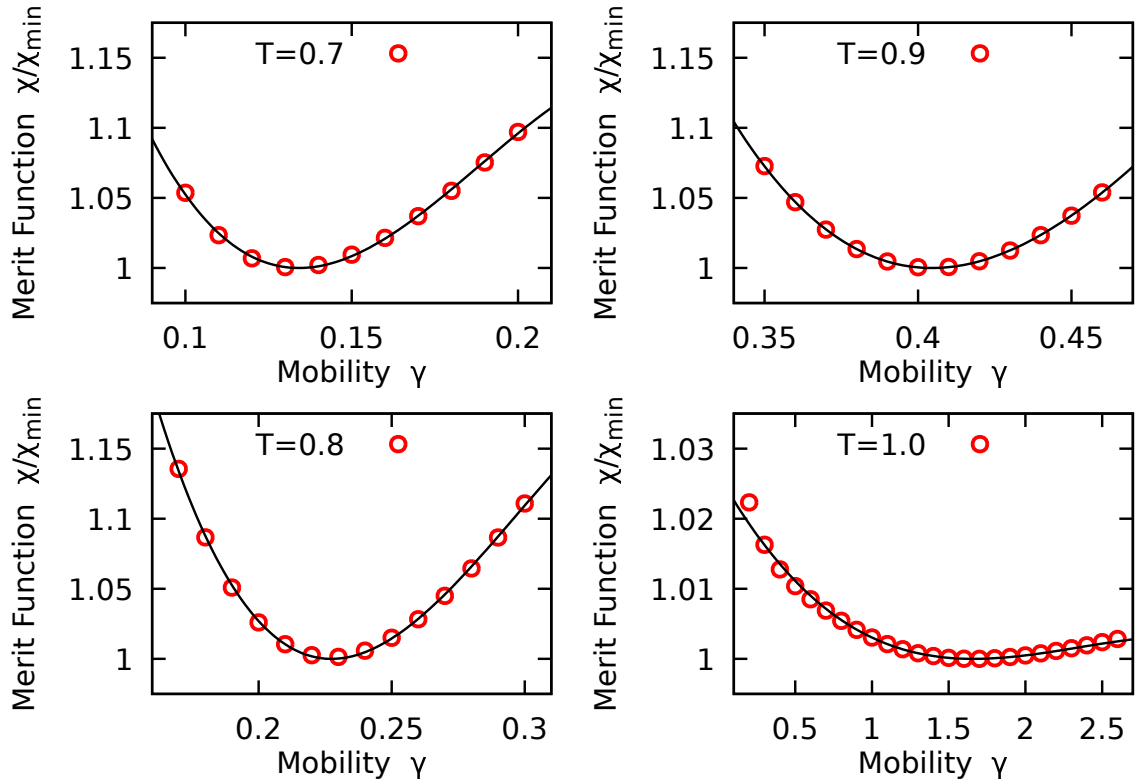 Merit Function χ/χmin
1.15
1.1
1.05
1
T=0.7
0.1 0.15 0.2
Mobility γ
Merit Function χ/χmin
1.15
1.1
1.05
1
T=0.9
0.35 0.4 0.45
Mobility γ
Merit Function χ/χmin
1.15
1.1
1.05
1
T=0.8
0.2 0.25 0.3
Mobility γ
Merit Function χ/χmin
1.03
1.02
1.01
1
T=1.0
0.5 1 1.5 2 2.5
Mobility γ